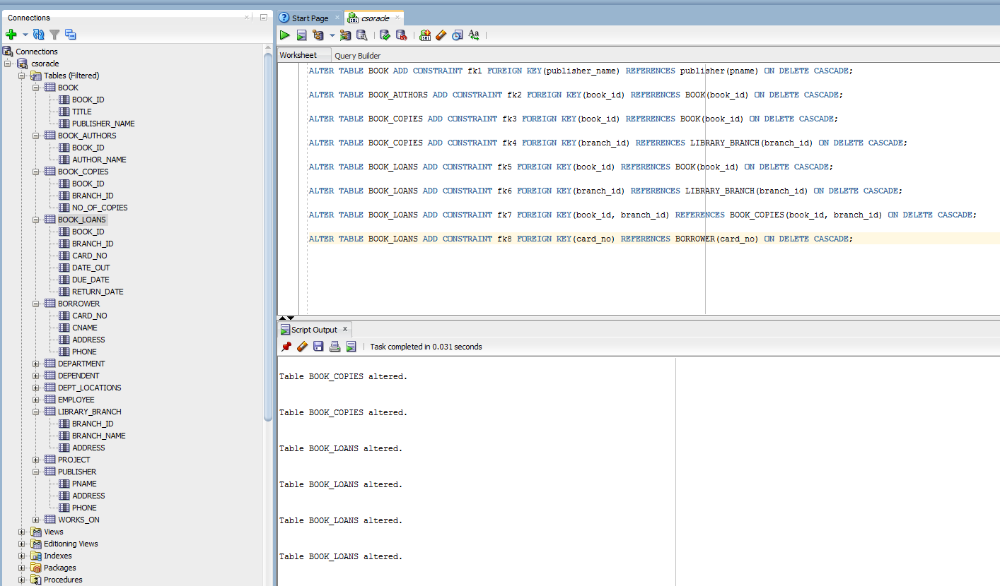 Connections
Connections
csoracle
Tables (Filtered)
BOOK
BOOK_ID
TITLE
PUBLISHER_NAME
BOOK_AUTHORS
BOOK_ID
AUTHOR_NAME
BOOK_COPIES
BOOK_ID
BRANCH_ID
NO_OF_COPIES
BOOK_LOANS
BOOK_ID
BRANCH_ID
CARD_NO
DATE_OUT
DUE_DATE
RETURN_DATE
BORROWER
CARD_NO
CNAME
ADDRESS
PHONE
DEPARTMENT
DEPENDENT
DEPT_LOCATIONS
EMPLOYEE
LIBRARY_BRANCH
BRANCH_ID
BRANCH_NAME
ADDRESS
PROJECT
PUBLISHER
PNAME
ADDRESS
PHONE
WORKS_ON
Views
Editioning Views
Indexes
Packages
Procedures
Start Page csoracle
Worksheet Query Builder
ALTER TABLE BOOK ADD CONSTRAINT fk1 FOREIGN KEY(publisher_name) REFERENCES publisher(pname) ON DELETE CASCADE;
ALTER TABLE BOOK_AUTHORS ADD CONSTRAINT fk2 FOREIGN KEY(book_id) REFERENCES BOOK(book_id) ON DELETE CASCADE;
ALTER TABLE BOOK_COPIES ADD CONSTRAINT fk3 FOREIGN KEY(book_id) REFERENCES BOOK(book_id) ON DELETE CASCADE;
ALTER TABLE BOOK_COPIES ADD CONSTRAINT fk4 FOREIGN KEY(branch_id) REFERENCES LIBRARY_BRANCH(branch_id) ON DELETE CASCADE;
ALTER TABLE BOOK_LOANS ADD CONSTRAINT fk5 FOREIGN KEY(book_id) REFERENCES BOOK(book_id) ON DELETE CASCADE;
ALTER TABLE BOOK_LOANS ADD CONSTRAINT fk6 FOREIGN KEY(branch_id) REFERENCES LIBRARY_BRANCH(branch_id) ON DELETE CASCADE;
ALTER TABLE BOOK_LOANS ADD CONSTRAINT fk7 FOREIGN KEY(book_id, branch_id) REFERENCES BOOK_COPIES(book_id, branch_id) ON DELETE CASCADE;
ALTER TABLE BOOK_LOANS ADD CONSTRAINT fk8 FOREIGN KEY(card_no) REFERENCES BORROWER(card_no) ON DELETE CASCADE;
Script Output
Task completed in 0.031 seconds
Table BOOK_COPIES altered.
Table BOOK_COPIES altered.
Table BOOK_LOANS altered.
Table BOOK_LOANS altered.
Table BOOK_LOANS altered.
Table BOOK_LOANS altered.